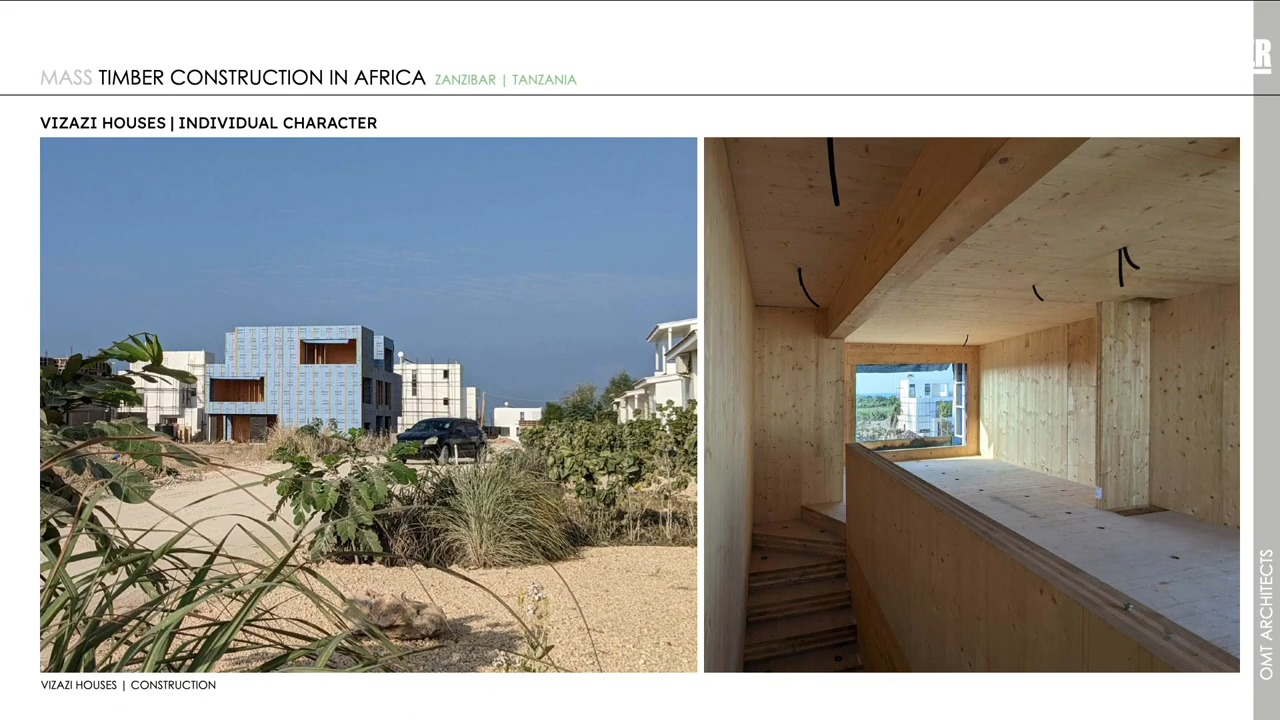 MASS TIMBER CONSTRUCTION IN AFRICA ZANZIBAR | TANZANIA
VIZAZI HOUSES | INDIVIDUAL CHARACTER
VIZAZI HOUSES | CONSTRUCTION
OMT ARCHITECTS